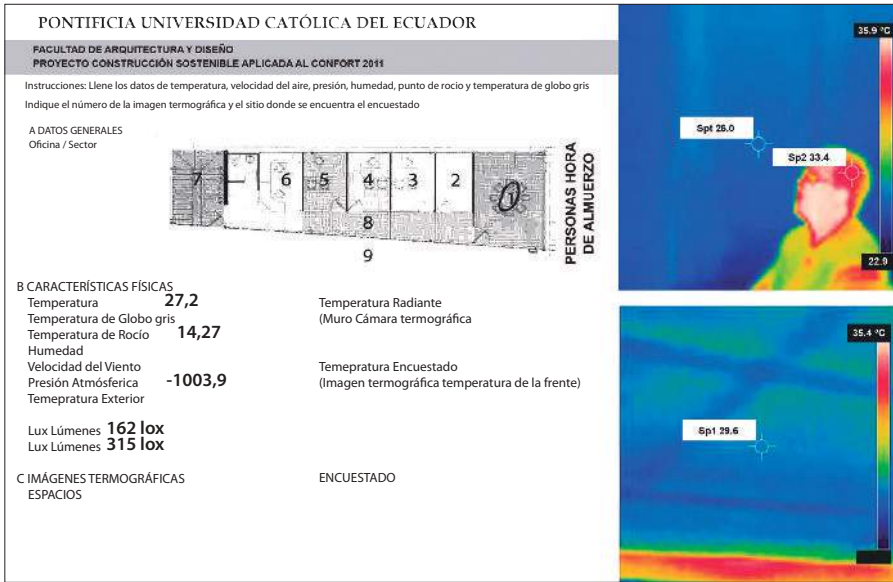 PONTIFICIA UNIVERSIDAD CATÓLICA DEL ECUADOR
FACULTAD DE ARQUITECTURA Y DISEÑO
PROYECTO CONSTRUCCIÓN SOSTENIBLE APLICADA AL CONFORT 2011
Instrucciones: Llene los datos de temperatura, velocidad del aire, presión, humedad, punto de rocio y temperatura de globo gris
Indique el número de la imagen termográfica y el sitio donde se encuentra el encuestado
A DATOS GENERALES
Oficina / Sector
7 6 5 4 3 2 1
8
9
PERSONAS HORA
DE ALMUERZO
B CARACTERÍSTICAS FÍSICAS
Temperatura 27,2
Temperatura de Globo gris
Temperatura de Rocío 14,27
Humedad
Velocidad del Viento
Presión Atmósferica -1003,9
Temepratura Exterior
Temperatura Radiante
(Muro Cámara termográfica
Temepratura Encuestado
(Imagen termográfica temperatura de la frente)
Lux Lúmenes 162 lox
Lux Lúmenes 315 lox
C IMÁGENES TERMOGRÁFICAS
ESPACIOS
ENCUESTADO
35.9 °C
Spt 26.0
Sp2 33.4
22.9
35.4 °C
Sp1 29.6